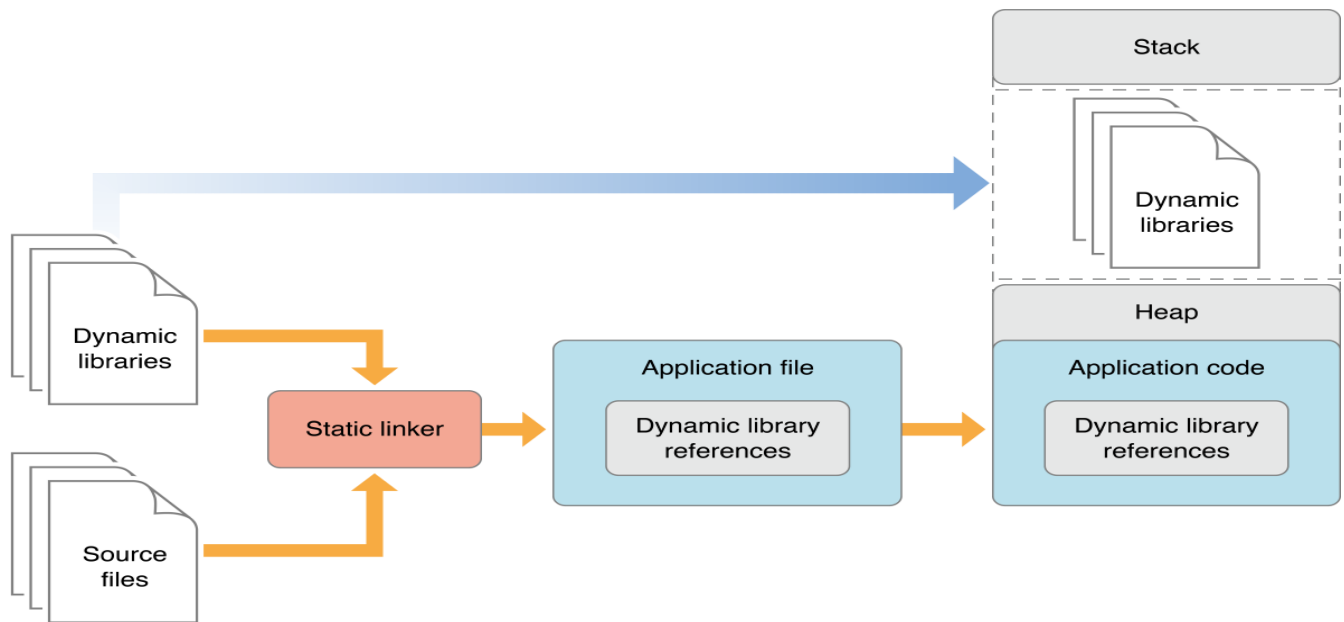 Stack
Dynamic
libraries
Dynamic
libraries
Heap
Application file
Application code
Static linker
Dynamic library
references
Dynamic library
references
Source
files